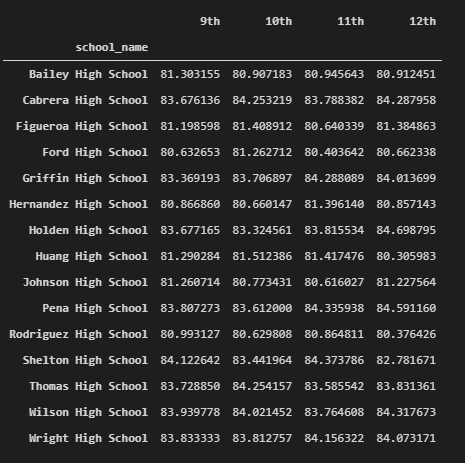 9th 10th 11th 12th
school_name
Bailey High School 81.303155 80.907183 80.945643 80.912451
Cabrera High School 83.676136 84.253219 83.788382 84.287958
Figueroa High School 81.198598 81.408912 80.640339 81.384863
Ford High School 80.632653 81.262712 80.403642 80.662338
Griffin High School 83.369193 83.706897 84.288089 84.013699
Hernandez High School 80.866860 80.660147 81.396140 80.857143
Holden High School 83.677165 83.324561 83.815534 84.698795
Huang High School 81.290284 81.512386 81.417476 80.305983
Johnson High School 81.260714 80.773431 80.616027 81.227564
Pena High School 83.807273 83.612000 84.335938 84.591160
Rodriguez High School 80.993127 80.629808 80.864811 80.376426
Shelton High School 84.122642 83.441964 84.373786 82.781671
Thomas High School 83.728850 84.254157 83.585542 83.831361
Wilson High School 83.939778 84.021452 83.764608 84.317673
Wright High School 83.833333 83.812757 84.156322 84.073171